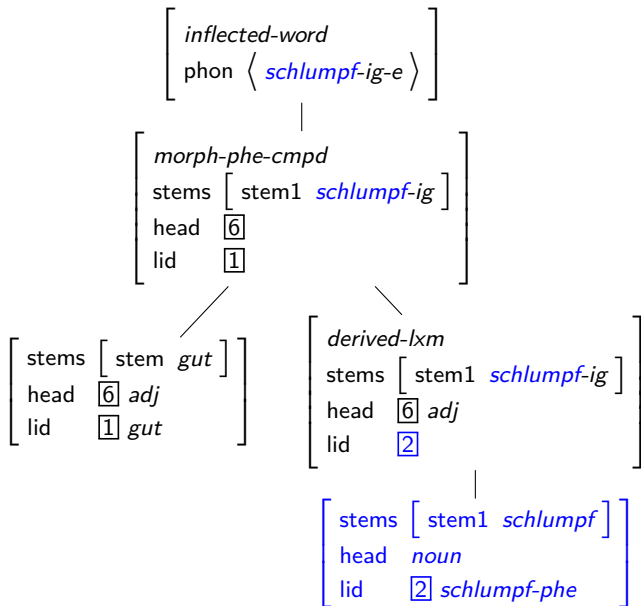 inflected-word
phon ⟨ schlumpf-ig-e ⟩
morph-phe-cmpd
stems [ stem1 schlumpf-ig ]
head 6
lid 1
stems [ stem gut ]
head 6 adj
lid 1 gut
derived-lxm
stems [ stem1 schlumpf-ig ]
head 6 adj
lid 2
stems [ stem1 schlumpf ]
head noun
lid 2 schlumpf-phe